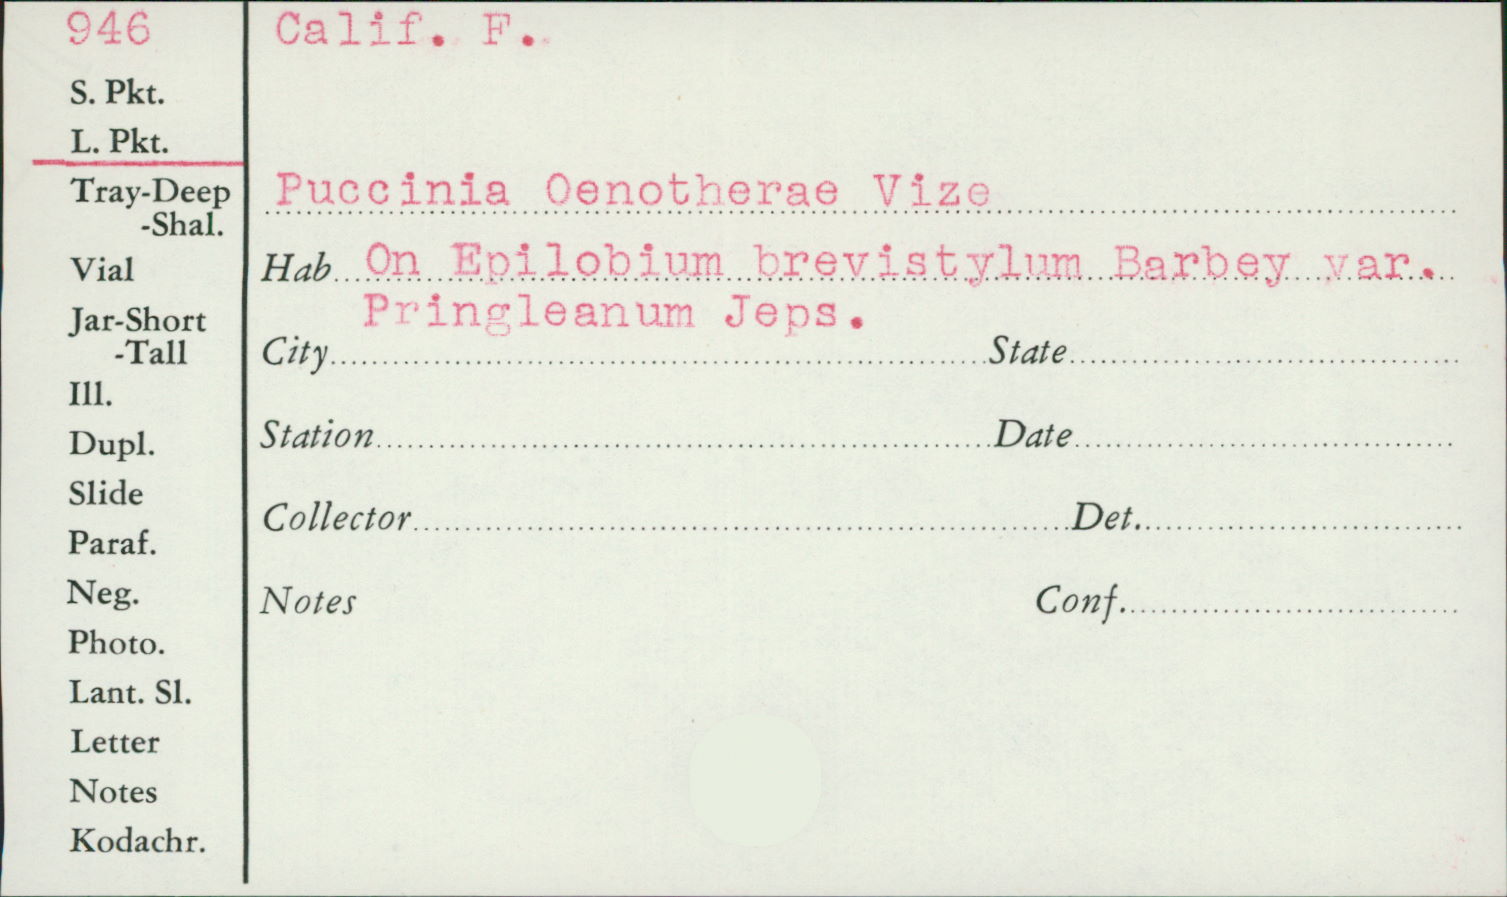 946
Calif. F.
S. Pkt.
L. Pkt.
Tray-Deep
-Shal.
Vial
Jar-Short
-Tall
Ill.
Dupl.
Slide
Paraf.
Neg.
Photo.
Lant. Sl.
Letter
Notes
Kodachr.
Puccinia Oenotherae Vize
Hab. On Epilobium brevistylum Barbey var.
Pringleanum Jeps.
City State
Station Date
Collector Det.
Notes Conf.